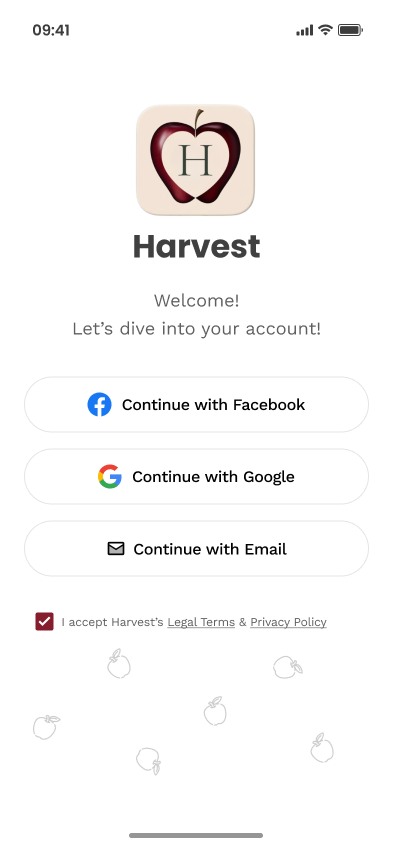 09:41
H
Harvest
Welcome!
Let's dive into your account!
Continue with Facebook
Continue with Google
Continue with Email
I accept Harvest's Legal Terms & Privacy Policy